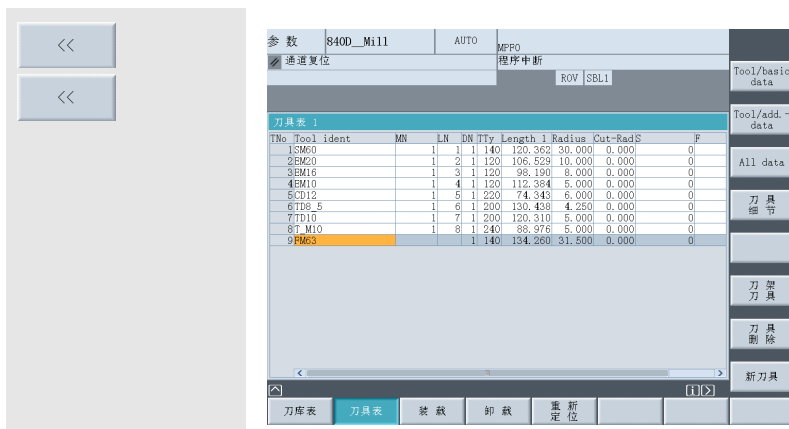 <<
<<
参 数 840D__Mill AUTO MPF0
通道复位 程序中断
ROV SBL1
刀具表 1
TNo Tool ident MN LN DN TTy Length 1 Radius Cut-Rad S F
1 SM60 1 1 1 140 120.362 30.000 0.000 0
2 EM20 1 2 1 120 106.529 10.000 0.000 0
3 EM16 1 3 1 120 98.190 8.000 0.000 0
4 EM10 1 4 1 120 112.384 5.000 0.000 0
5 CD12 1 5 1 220 74.343 6.000 0.000 0
6 TD8_5 1 6 1 200 130.438 4.250 0.000 0
7 TD10 1 7 1 200 120.310 5.000 0.000 0
8 T_M10 1 8 1 240 88.976 5.000 0.000 0
9 FM63 1 140 134.260 31.500 0.000 0
Tool/basic
data
Tool/add.-
data
All data
刀 具
细 节
刀 架
刀 具
刀 具
删 除
新刀具
刀库表 刀具表 装 载 卸 载 重 新
定 位